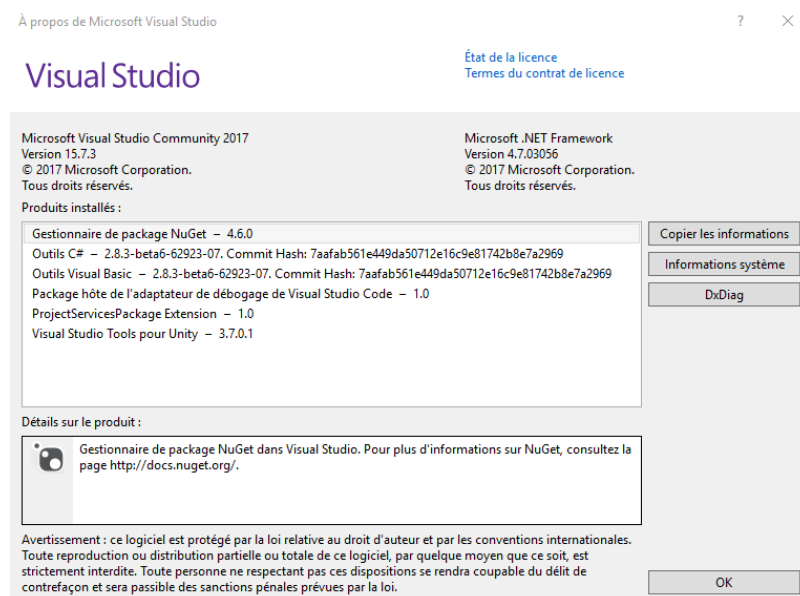 À propos de Microsoft Visual Studio
? ×
Visual Studio
État de la licence
Termes du contrat de licence
Microsoft Visual Studio Community 2017
Version 15.7.3
© 2017 Microsoft Corporation.
Tous droits réservés.
Microsoft .NET Framework
Version 4.7.03056
© 2017 Microsoft Corporation.
Tous droits réservés.
Produits installés :
Gestionnaire de package NuGet – 4.6.0
Outils C# – 2.8.3-beta6-62923-07. Commit Hash: 7aafab561e449da50712e16c9e81742b8e7a2969
Outils Visual Basic – 2.8.3-beta6-62923-07. Commit Hash: 7aafab561e449da50712e16c9e81742b8e7a2969
Package hôte de l'adaptateur de débogage de Visual Studio Code – 1.0
ProjectServicesPackage Extension – 1.0
Visual Studio Tools pour Unity – 3.7.0.1
Copier les informations
Informations système
DxDiag
Détails sur le produit :
Gestionnaire de package NuGet dans Visual Studio. Pour plus d'informations sur NuGet, consultez la
page http://docs.nuget.org/.
Avertissement : ce logiciel est protégé par la loi relative au droit d'auteur et par les conventions internationales.
Toute reproduction ou distribution partielle ou totale de ce logiciel, par quelque moyen que ce soit, est
strictement interdite. Toute personne ne respectant pas ces dispositions se rendra coupable du délit de
contrefaçon et sera passible des sanctions pénales prévues par la loi.
OK